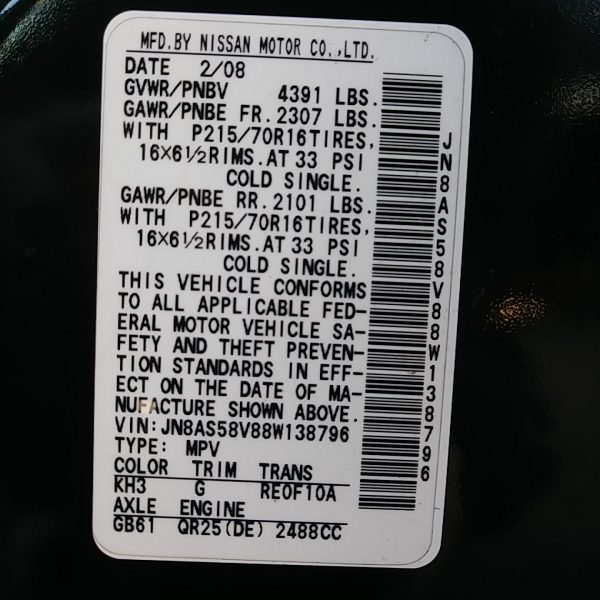 MFD.BY NISSAN MOTOR CO.,LTD.
DATE 2/08
GVWR/PNBV 4391 LBS.
GAWR/PNBE FR.2307 LBS.
WITH P215/70R16TIRES,
16×6½RIMS.AT 33 PSI
COLD SINGLE.
GAWR/PNBE RR.2101 LBS.
WITH P215/70R16TIRES,
16×6½RIMS.AT 33 PSI
COLD SINGLE.
THIS VEHICLE CONFORMS
TO ALL APPLICABLE FED-
ERAL MOTOR VEHICLE SA-
FETY AND THEFT PREVEN-
TION STANDARDS IN EFF-
ECT ON THE DATE OF MA-
NUFACTURE SHOWN ABOVE.
VIN:JN8AS58V88W138796
TYPE: MPV
COLOR TRIM TRANS
KH3 G RE0F10A
AXLE ENGINE
GB61 QR25(DE) 2488CC
JN8AS58V88W138796